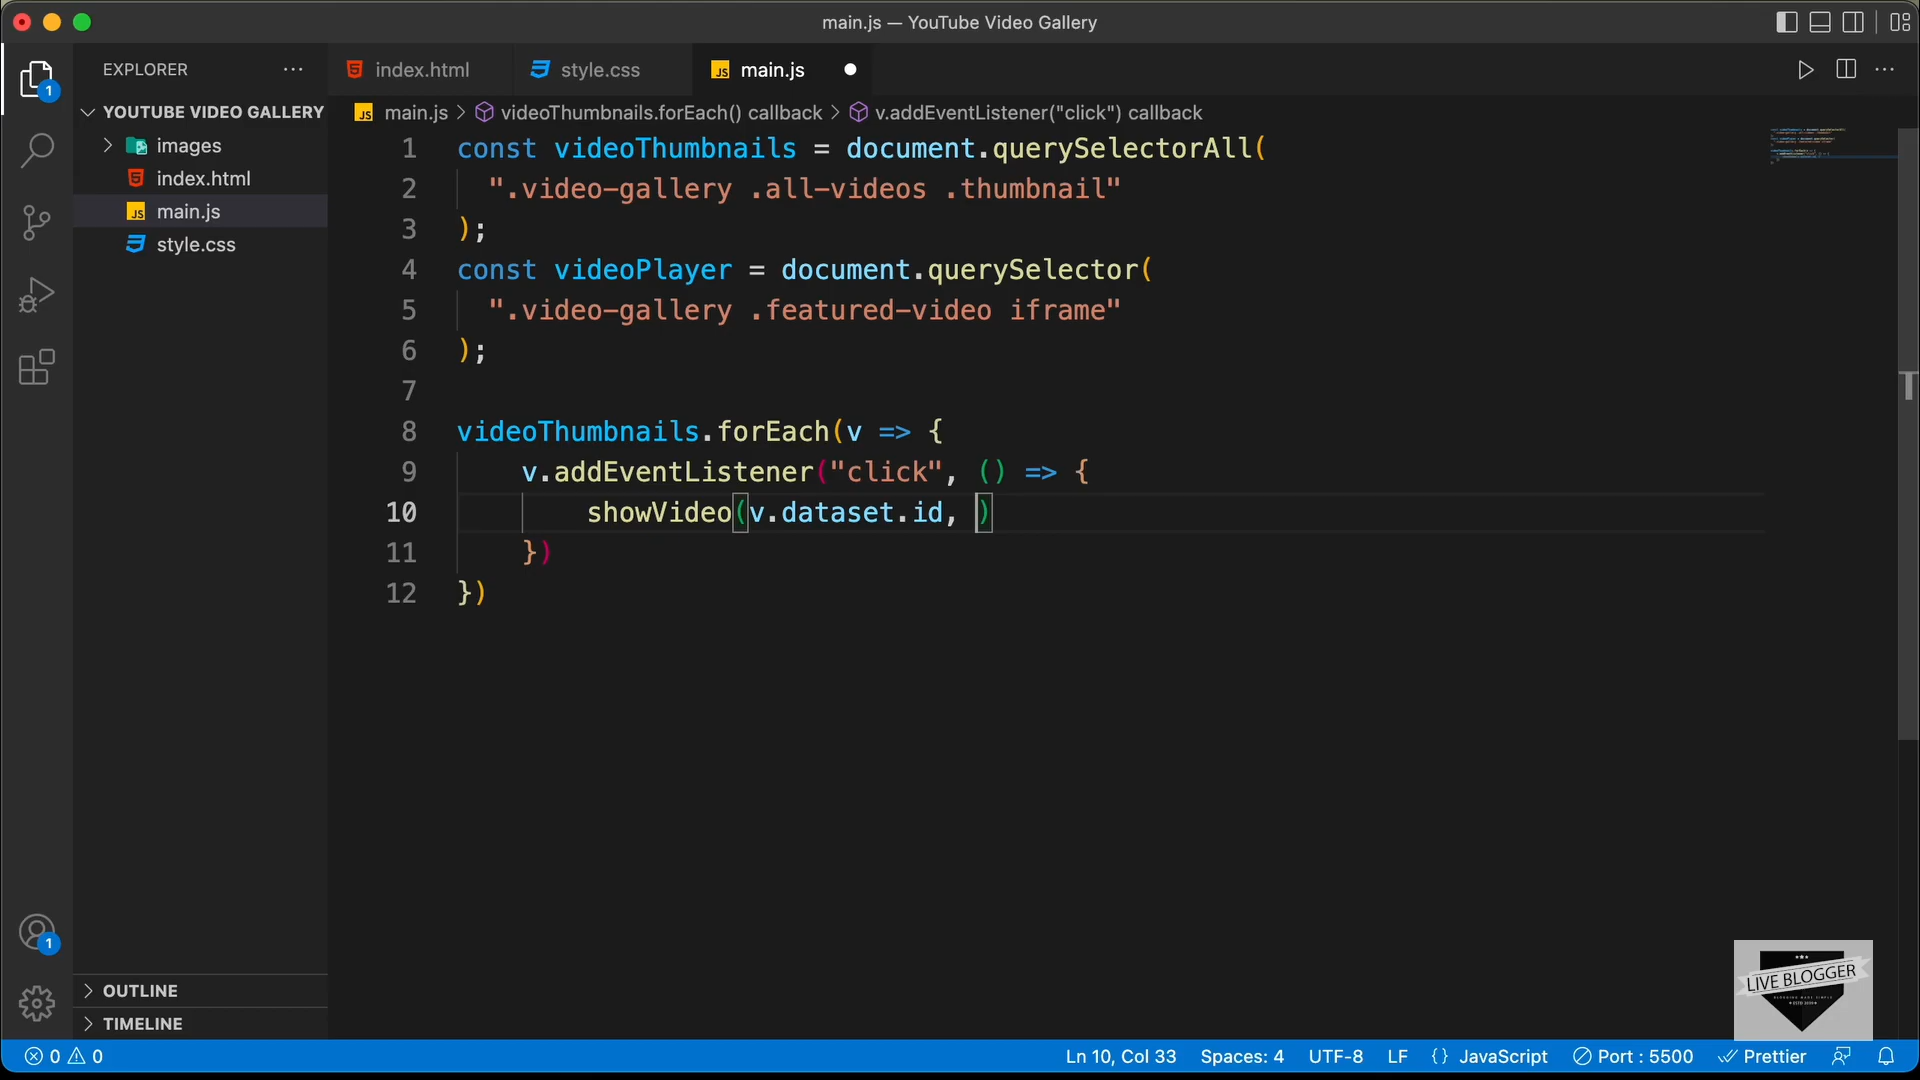 main.js — YouTube Video Gallery
EXPLORER
index.html
style.css
main.js
YOUTUBE VIDEO GALLERY
main.js > videoThumbnails.forEach() callback > v.addEventListener("click") callback
images
index.html
main.js
style.css
1 const videoThumbnails = document.querySelectorAll(
2 ".video-gallery .all-videos .thumbnail"
3 );
4 const videoPlayer = document.querySelector(
5 ".video-gallery .featured-video iframe"
6 );
7
8 videoThumbnails.forEach(v => {
9 v.addEventListener("click", () => {
10 showVideo(v.dataset.id, )
11 })
12 })
1
1
OUTLINE
TIMELINE
LIVE BLOGGER
0 0
Ln 10, Col 33 Spaces: 4 UTF-8 LF {} JavaScript Port : 5500 Prettier